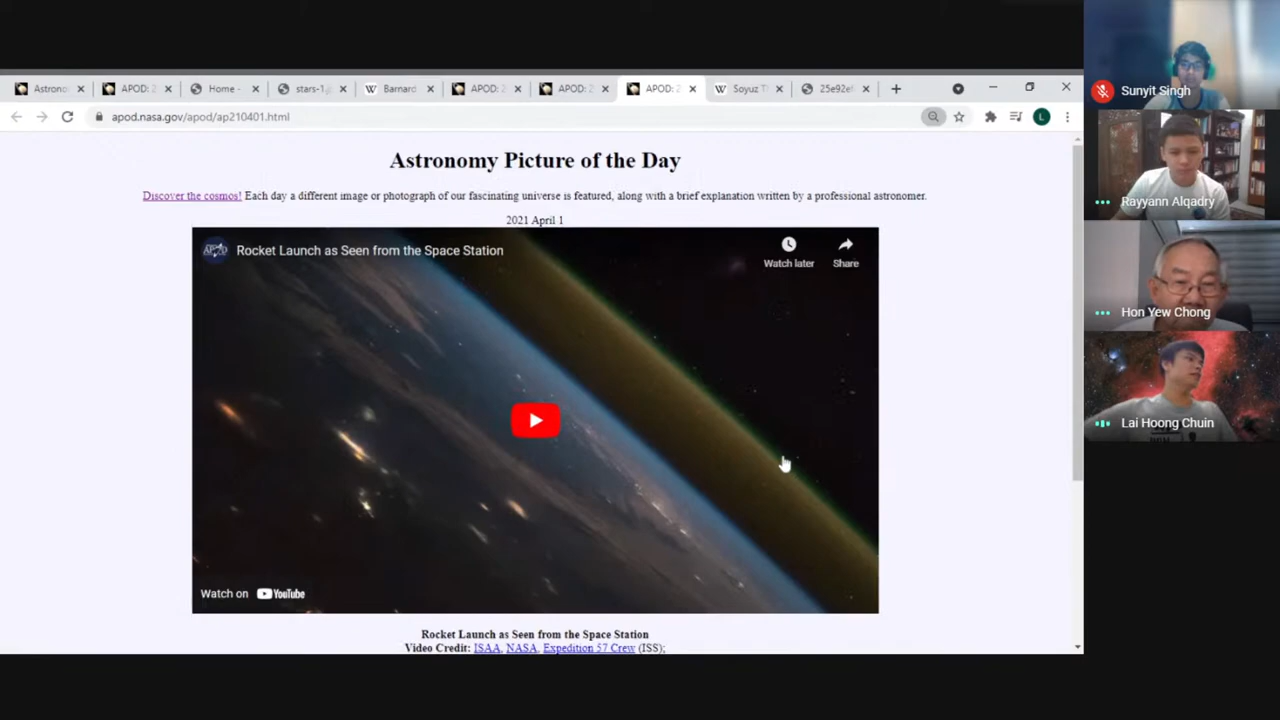 Astrono
APOD: 2
Home -
stars-1.j
Barnard
APOD: 2
APOD: 2
APOD: 2
Soyuz T
25e92e
apod.nasa.gov/apod/ap210401.html
L
Astronomy Picture of the Day
Discover the cosmos! Each day a different image or photograph of our fascinating universe is featured, along with a brief explanation written by a professional astronomer.
2021 April 1
APOD
Rocket Launch as Seen from the Space Station
Watch later
Share
Watch on YouTube
Rocket Launch as Seen from the Space Station
Video Credit: ISAA, NASA, Expedition 57 Crew (ISS);
Sunyit Singh
Rayyann Alqadry
Hon Yew Chong
Lai Hoong Chuin